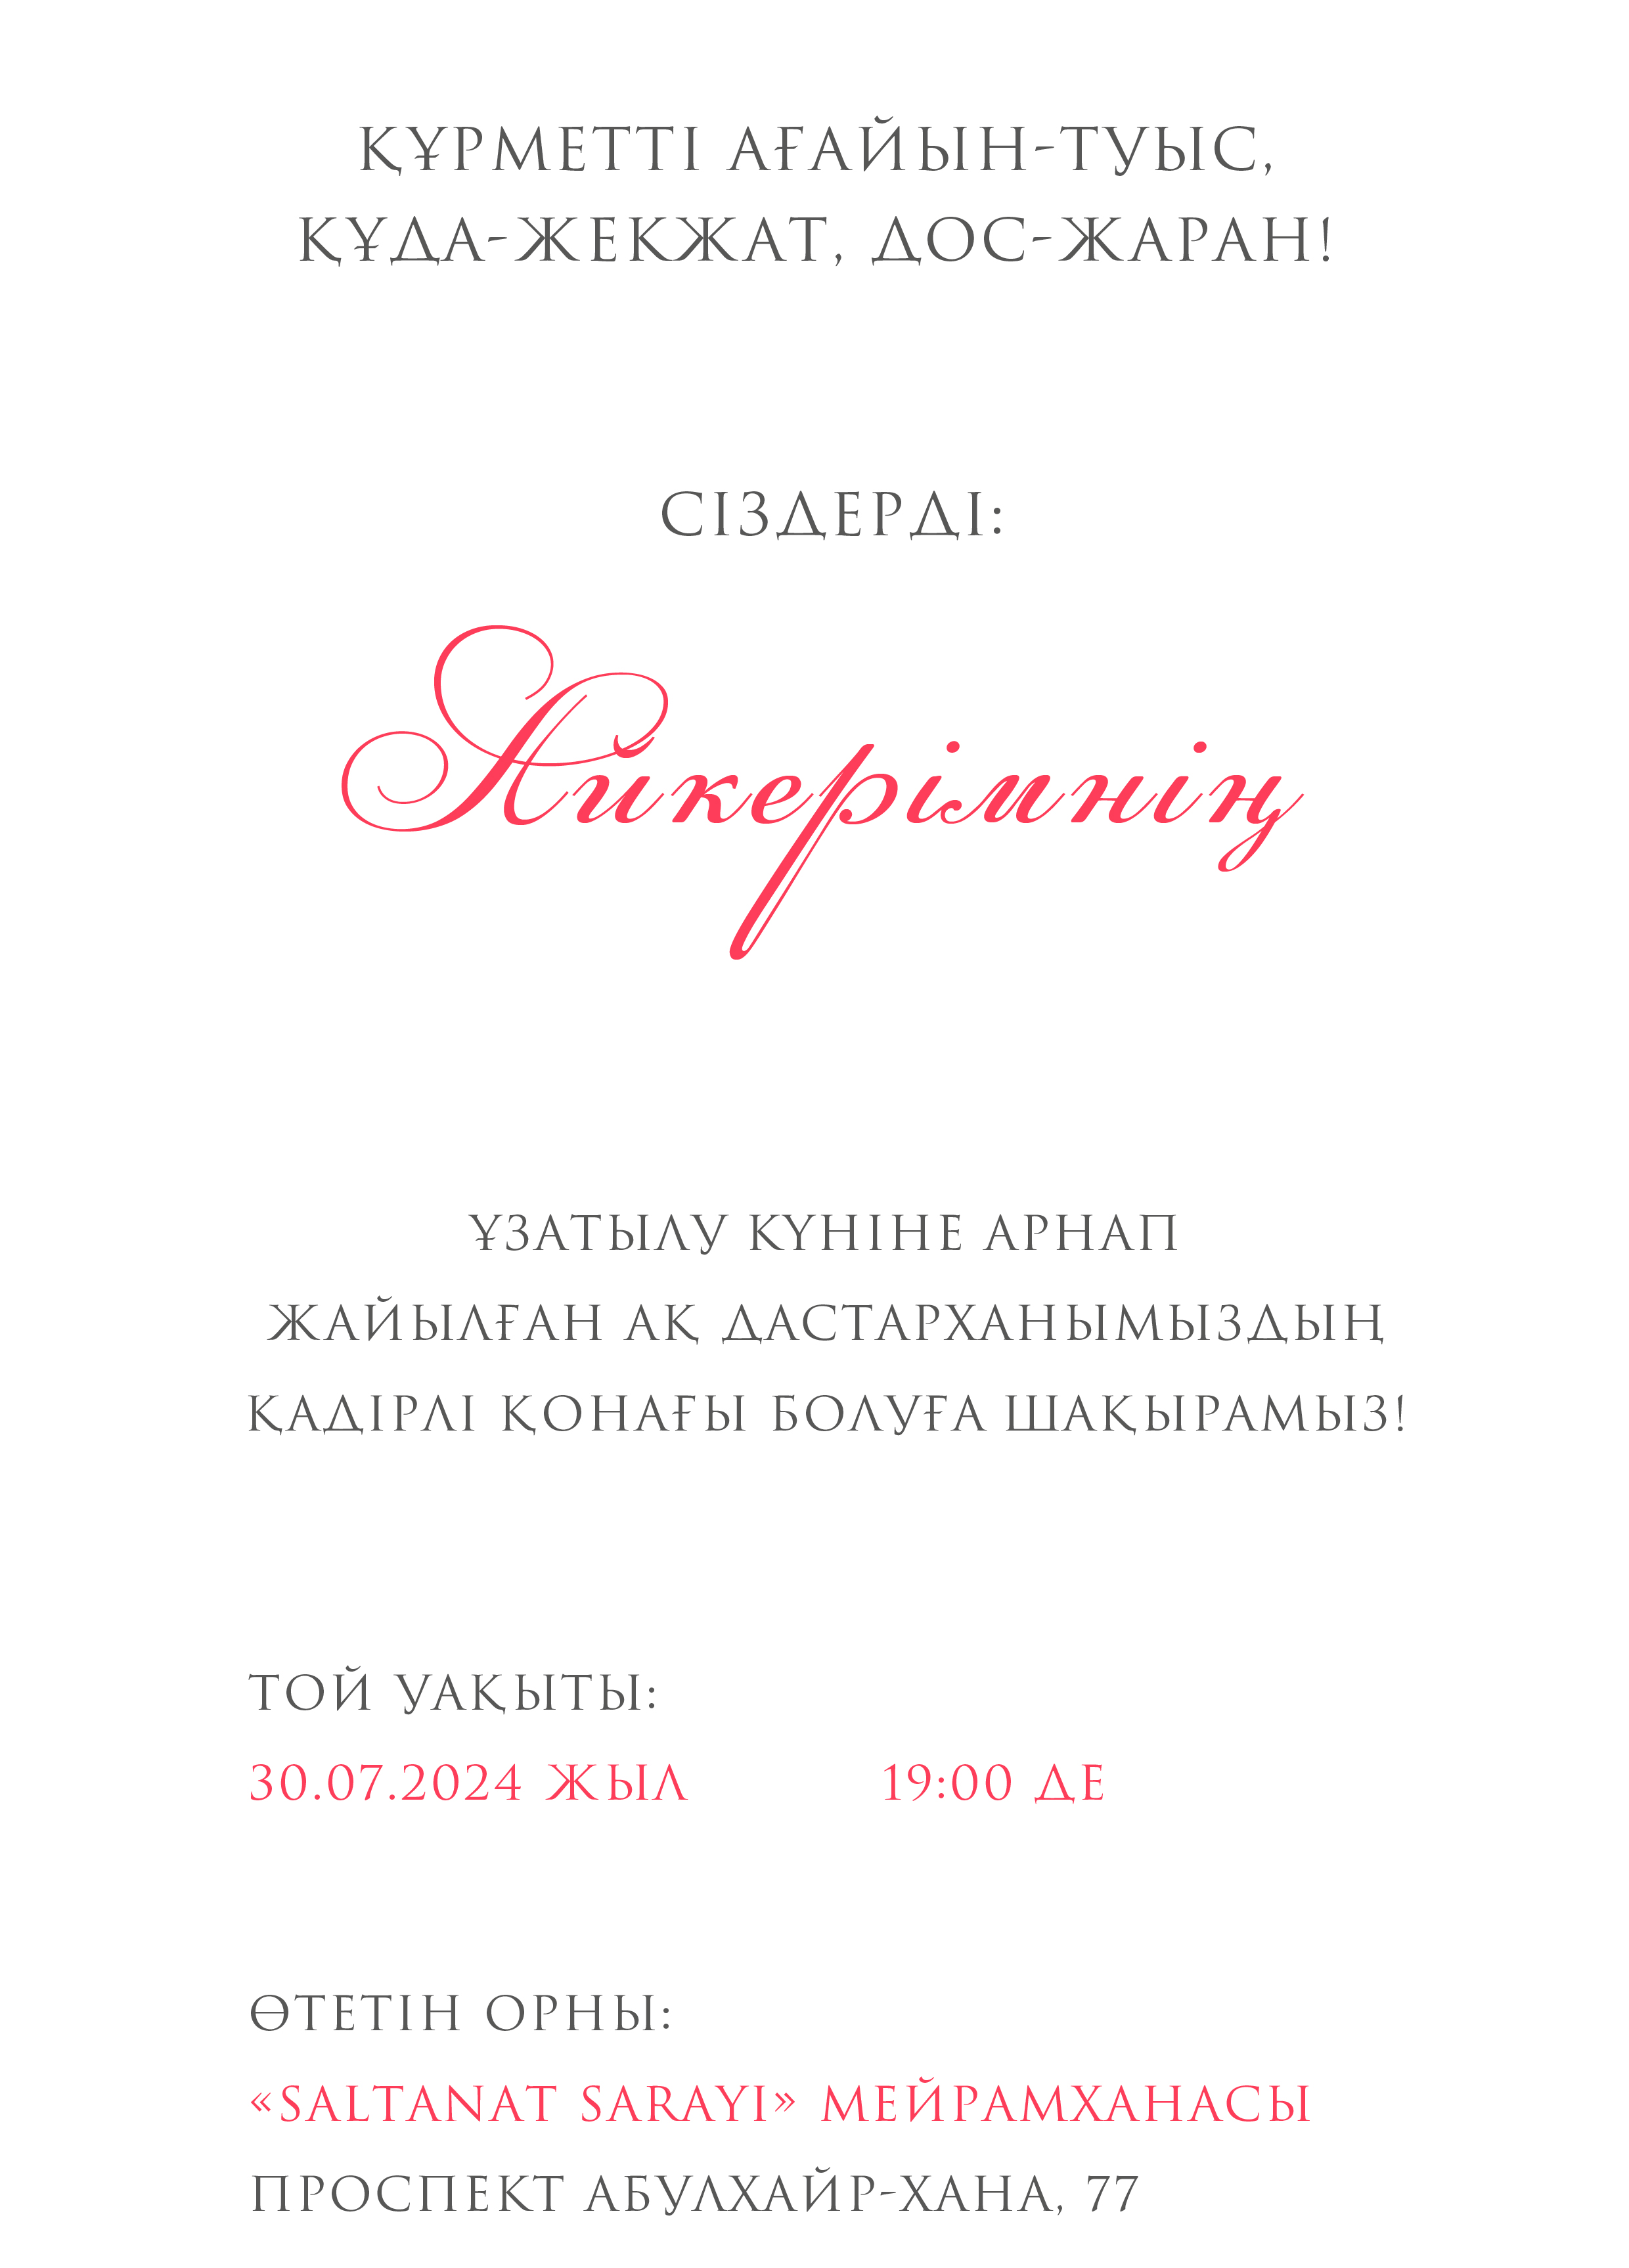 ҚҰРМЕТТІ АҒАЙЫН-ТУЫС,
ҚҰДА-ЖЕКЖАТ, ДОС-ЖАРАН!
СІЗДЕРДІ:
Айкерімнің
ҰЗАТЫЛУ КҮНІНЕ АРНАП
ЖАЙЫЛҒАН АҚ ДАСТАРХАНЫМЫЗДЫҢ
ҚАДІРЛІ ҚОНАҒЫ БОЛУҒА ШАҚЫРАМЫЗ!
ТОЙ УАҚЫТЫ:
30.07.2024 ЖЫЛ 19:00 ДЕ
ӨТЕТІН ОРНЫ:
«SALTANAT SARAYI» МЕЙРАМХАНАСЫ
ПРОСПЕКТ АБУЛХАЙР-ХАНА, 77